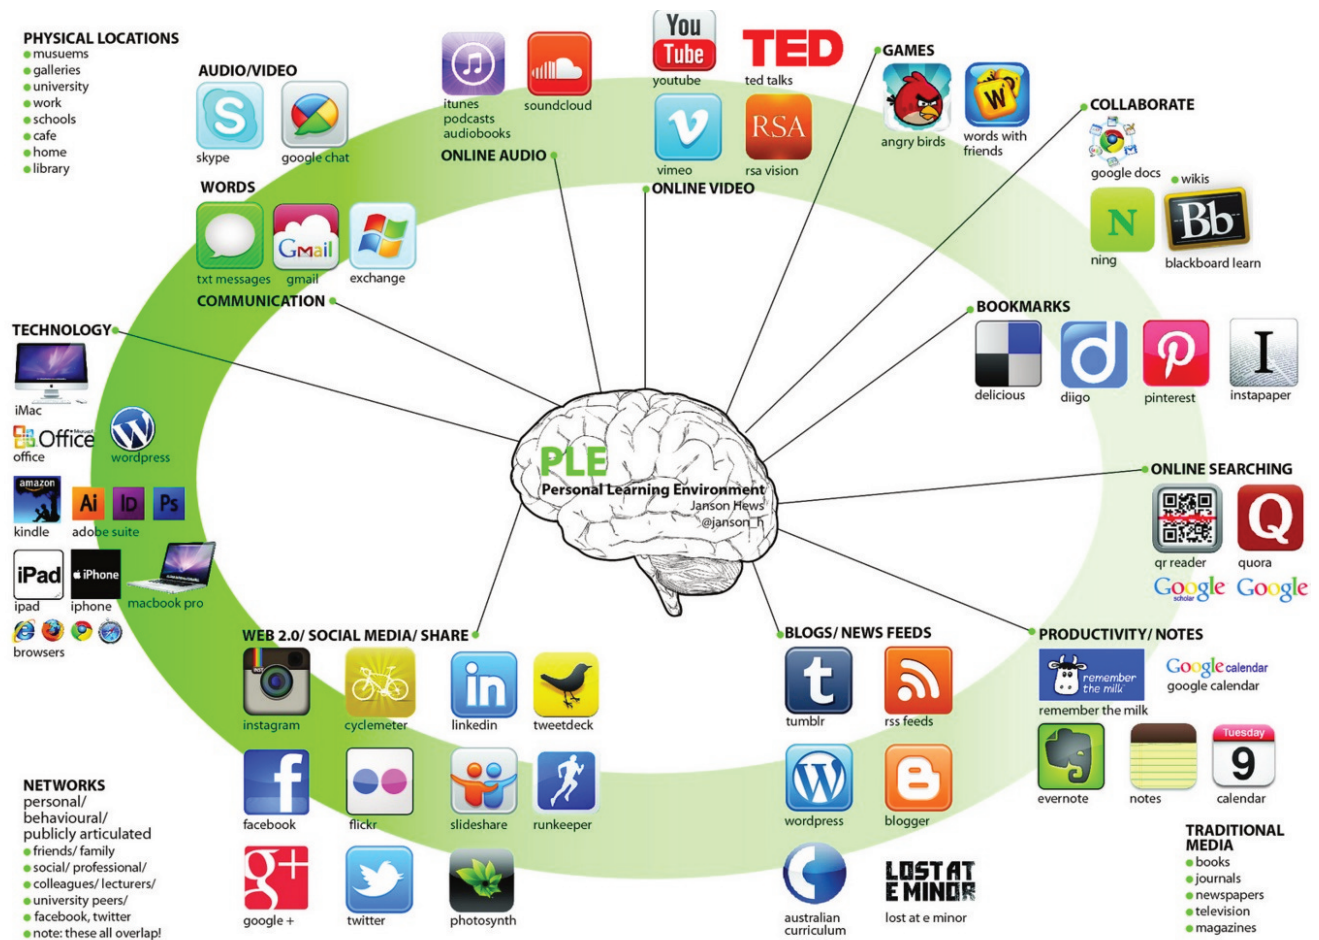 PHYSICAL LOCATIONS
musuems
galleries
university
work
schools
cafe
home
library
AUDIO/VIDEO
S
skype
google chat
WORDS
Gmail
txt messages
gmail
exchange
COMMUNICATION
itunes
podcasts
audiobooks
soundcloud
ONLINE AUDIO
You
Tube
youtube
TED
ted talks
v
vimeo
RSA
rsa vision
ONLINE VIDEO
GAMES
angry birds
W
words with
friends
COLLABORATE
google docs
wikis
N
ning
Bb
blackboard learn
BOOKMARKS
delicious
d
diigo
pinterest
I
instapaper
TECHNOLOGY
iMac
Microsoft
Office
office
wordpress
amazon
kindle
Ai
ID
Ps
adobe suite
iPad
ipad
iPhone
iphone
macbook pro
browsers
PLE
Personal Learning Environment
Janson Hews
@janson_h
ONLINE SEARCHING
qr reader
Q
quora
Google
scholar
Google
WEB 2.0/ SOCIAL MEDIA/ SHARE
INST
instagram
cyclemeter
in
linkedin
tweetdeck
f
facebook
flickr
slideshare
runkeeper
g+
google +
twitter
photosynth
BLOGS/ NEWS FEEDS
t
tumblr
rss feeds
W
wordpress
B
blogger
australian
curriculum
LOST AT
E MINOR
lost at e minor
PRODUCTIVITY/ NOTES
remember
the milk
remember the milk
Google calendar
google calendar
evernote
notes
Tuesday
9
calendar
NETWORKS
personal/
behavioural/
publicly articulated
friends/ family
social/ professional/
colleagues/ lecturers/
university peers/
facebook, twitter
note: these all overlap!
TRADITIONAL
MEDIA
books
journals
newspapers
television
magazines